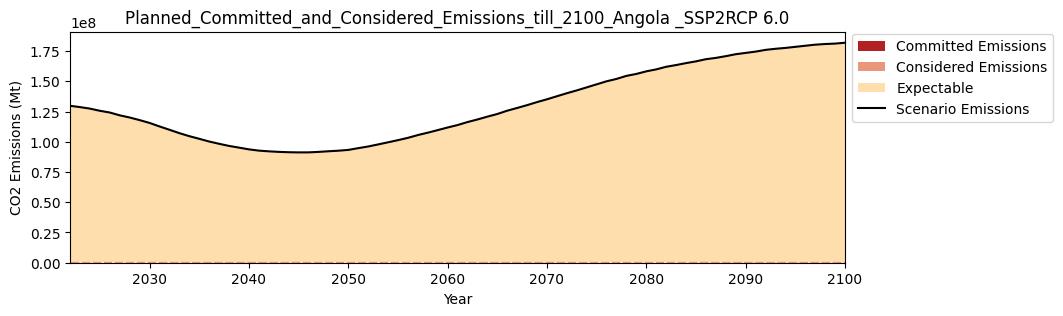 Planned_Committed_and_Considered_Emissions_till_2100_Angola _SSP2RCP 6.0
1e8
CO2 Emissions (Mt)
1.75
1.50
1.25
1.00
0.75
0.50
0.25
0.00
2030 2040 2050 2060 2070 2080 2090 2100
Year
Committed Emissions
Considered Emissions
Expectable
Scenario Emissions